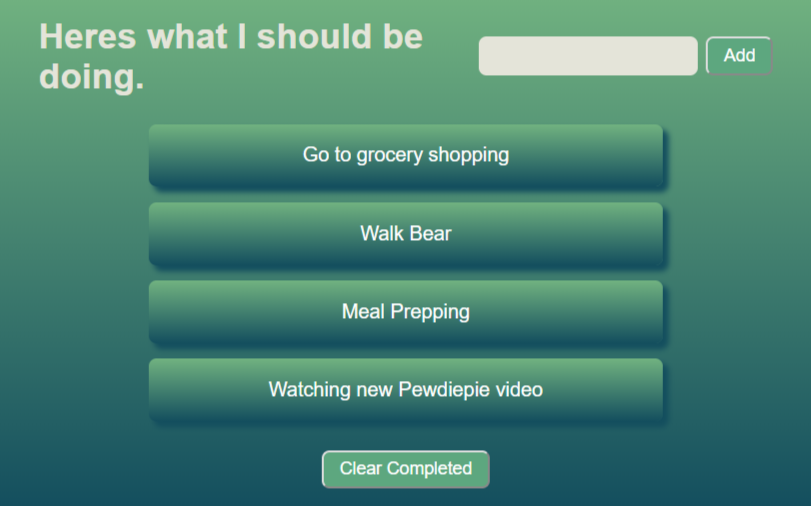 Heres what I should be
doing.
Add
Go to grocery shopping
Walk Bear
Meal Prepping
Watching new Pewdiepie video
Clear Completed